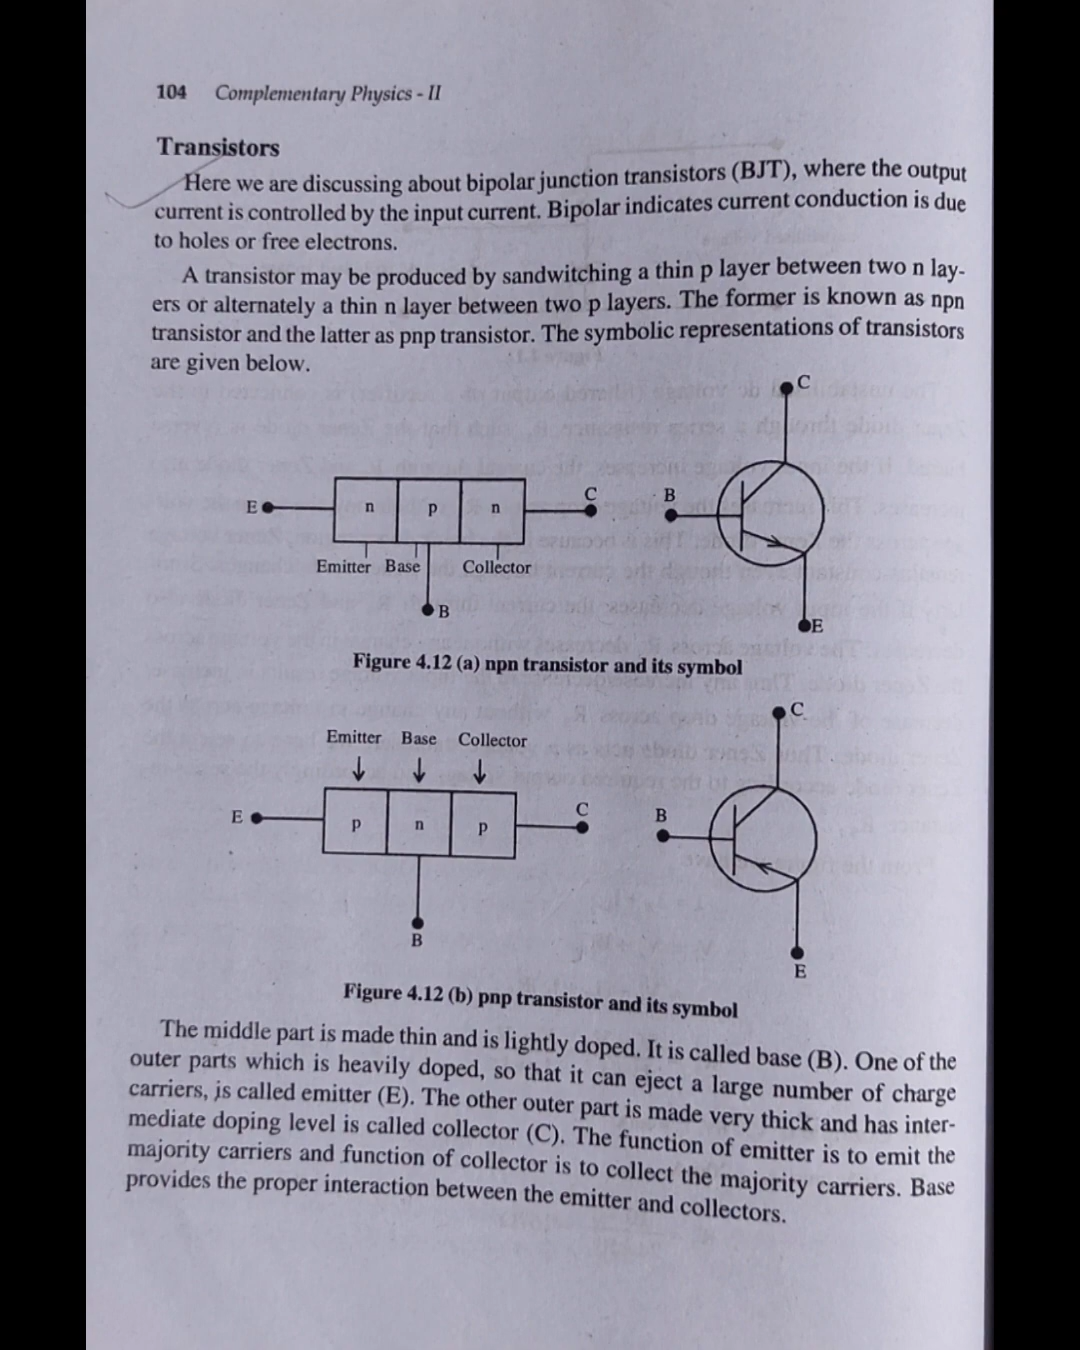 104 Complementary Physics - II
Transistors
Here we are discussing about bipolar junction transistors (BJT), where the output
current is controlled by the input current. Bipolar indicates current conduction is due
to holes or free electrons.
A transistor may be produced by sandwitching a thin p layer between two n lay-
ers or alternately a thin n layer between two p layers. The former is known as npn
transistor and the latter as pnp transistor. The symbolic representations of transistors
are given below.
C
E n p n C B
Emitter Base Collector
B
E
Figure 4.12 (a) npn transistor and its symbol
C
Emitter Base Collector
E p n p C B
B
E
Figure 4.12 (b) pnp transistor and its symbol
The middle part is made thin and is lightly doped. It is called base (B). One of the
outer parts which is heavily doped, so that it can eject a large number of charge
carriers, is called emitter (E). The other outer part is made very thick and has inter-
mediate doping level is called collector (C). The function of emitter is to emit the
majority carriers and function of collector is to collect the majority carriers. Base
provides the proper interaction between the emitter and collectors.